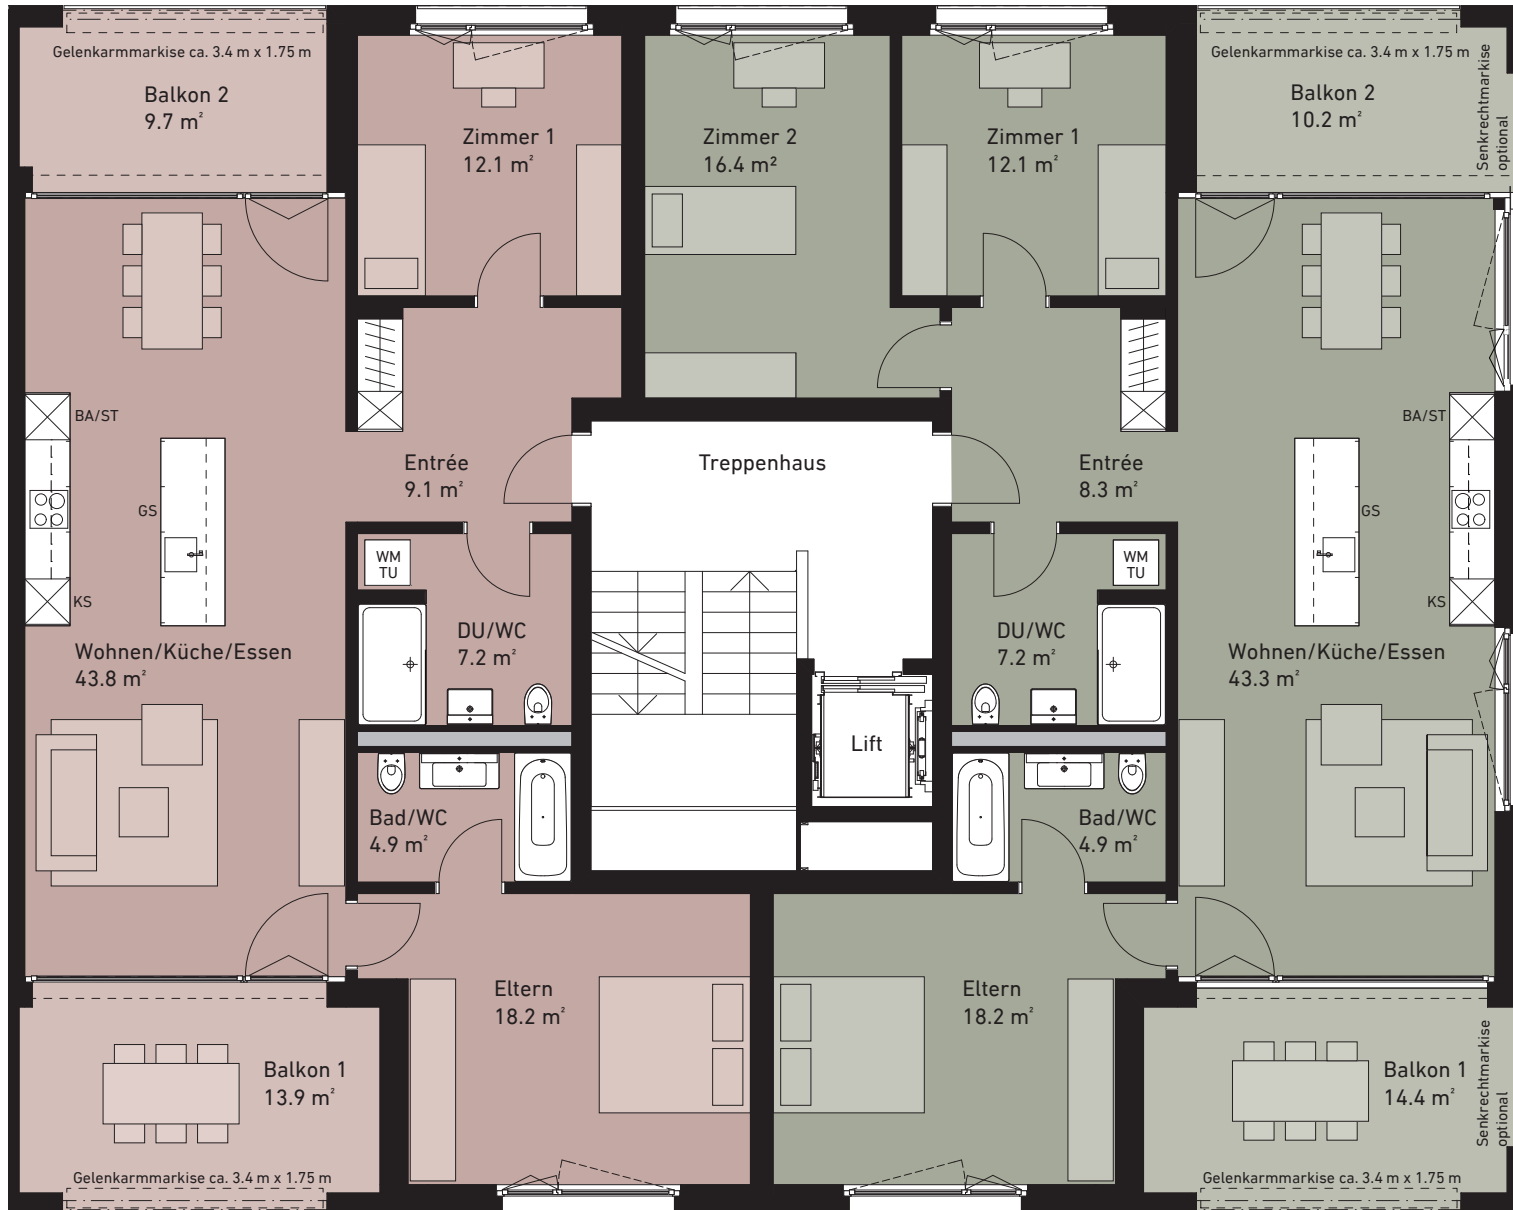 Gelenkarmmarkise ca. 3.4 m x 1.75 m
Balkon 2
9.7 m²
Zimmer 1
12.1 m²
Zimmer 2
16.4 m²
Zimmer 1
12.1 m²
Gelenkarmmarkise ca. 3.4 m x 1.75 m
Balkon 2
10.2 m²
Senkrechtmarkise
optional
BA/ST
GS
KS
Wohnen/Küche/Essen
43.8 m²
Entrée
9.1 m²
WM
TU
DU/WC
7.2 m²
Bad/WC
4.9 m²
Treppenhaus
Lift
Entrée
8.3 m²
WM
TU
DU/WC
7.2 m²
Bad/WC
4.9 m²
BA/ST
GS
KS
Wohnen/Küche/Essen
43.3 m²
Eltern
18.2 m²
Eltern
18.2 m²
Balkon 1
13.9 m²
Gelenkarmmarkise ca. 3.4 m x 1.75 m
Balkon 1
14.4 m²
Senkrechtmarkise
optional
Gelenkarmmarkise ca. 3.4 m x 1.75 m